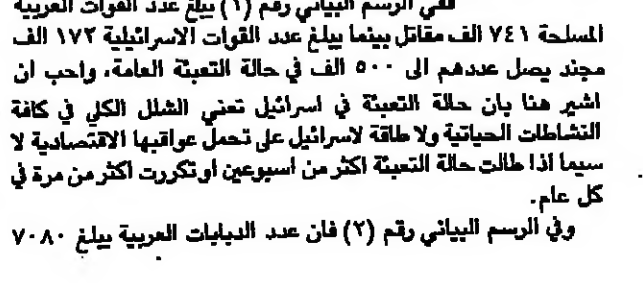 ففي الرسم البياني رقم (١) يبلغ عدد القوات العربية
المسلحة ٧٤١ الف مقاتل بينما يبلغ عدد القوات الاسرائيلية ١٧٢ الف
مجند يصل عددهم الى ٥٠٠ الف في حالة التعبئة العامة، واحب ان
اشير هنا بان حالة التعبئة في اسرائيل تعني الشلل الكلي في كافة
النشاطات الحياتية ولا طاقة لاسرائيل على تحمل عواقبها الاقتصادية لا
سيما اذا طالت حالة التعبئة اكثر من اسبوعين او تكررت اكثر من مرة في
كل عام.
وفي الرسم البياني رقم (٢) فان عدد الدبابات العربية يبلغ ٧٠٨٠